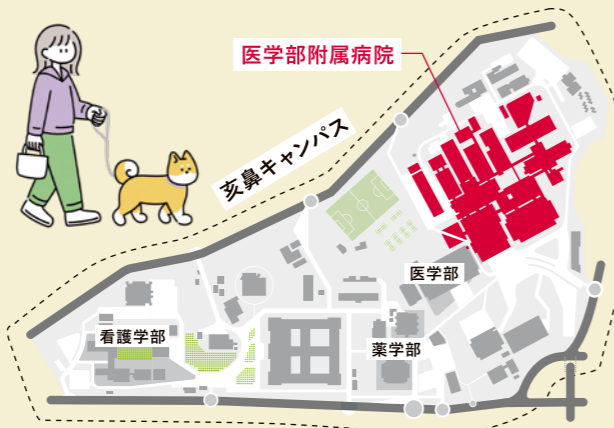 医学部附属病院
亥鼻キャンパス
医学部
看護学部
薬学部